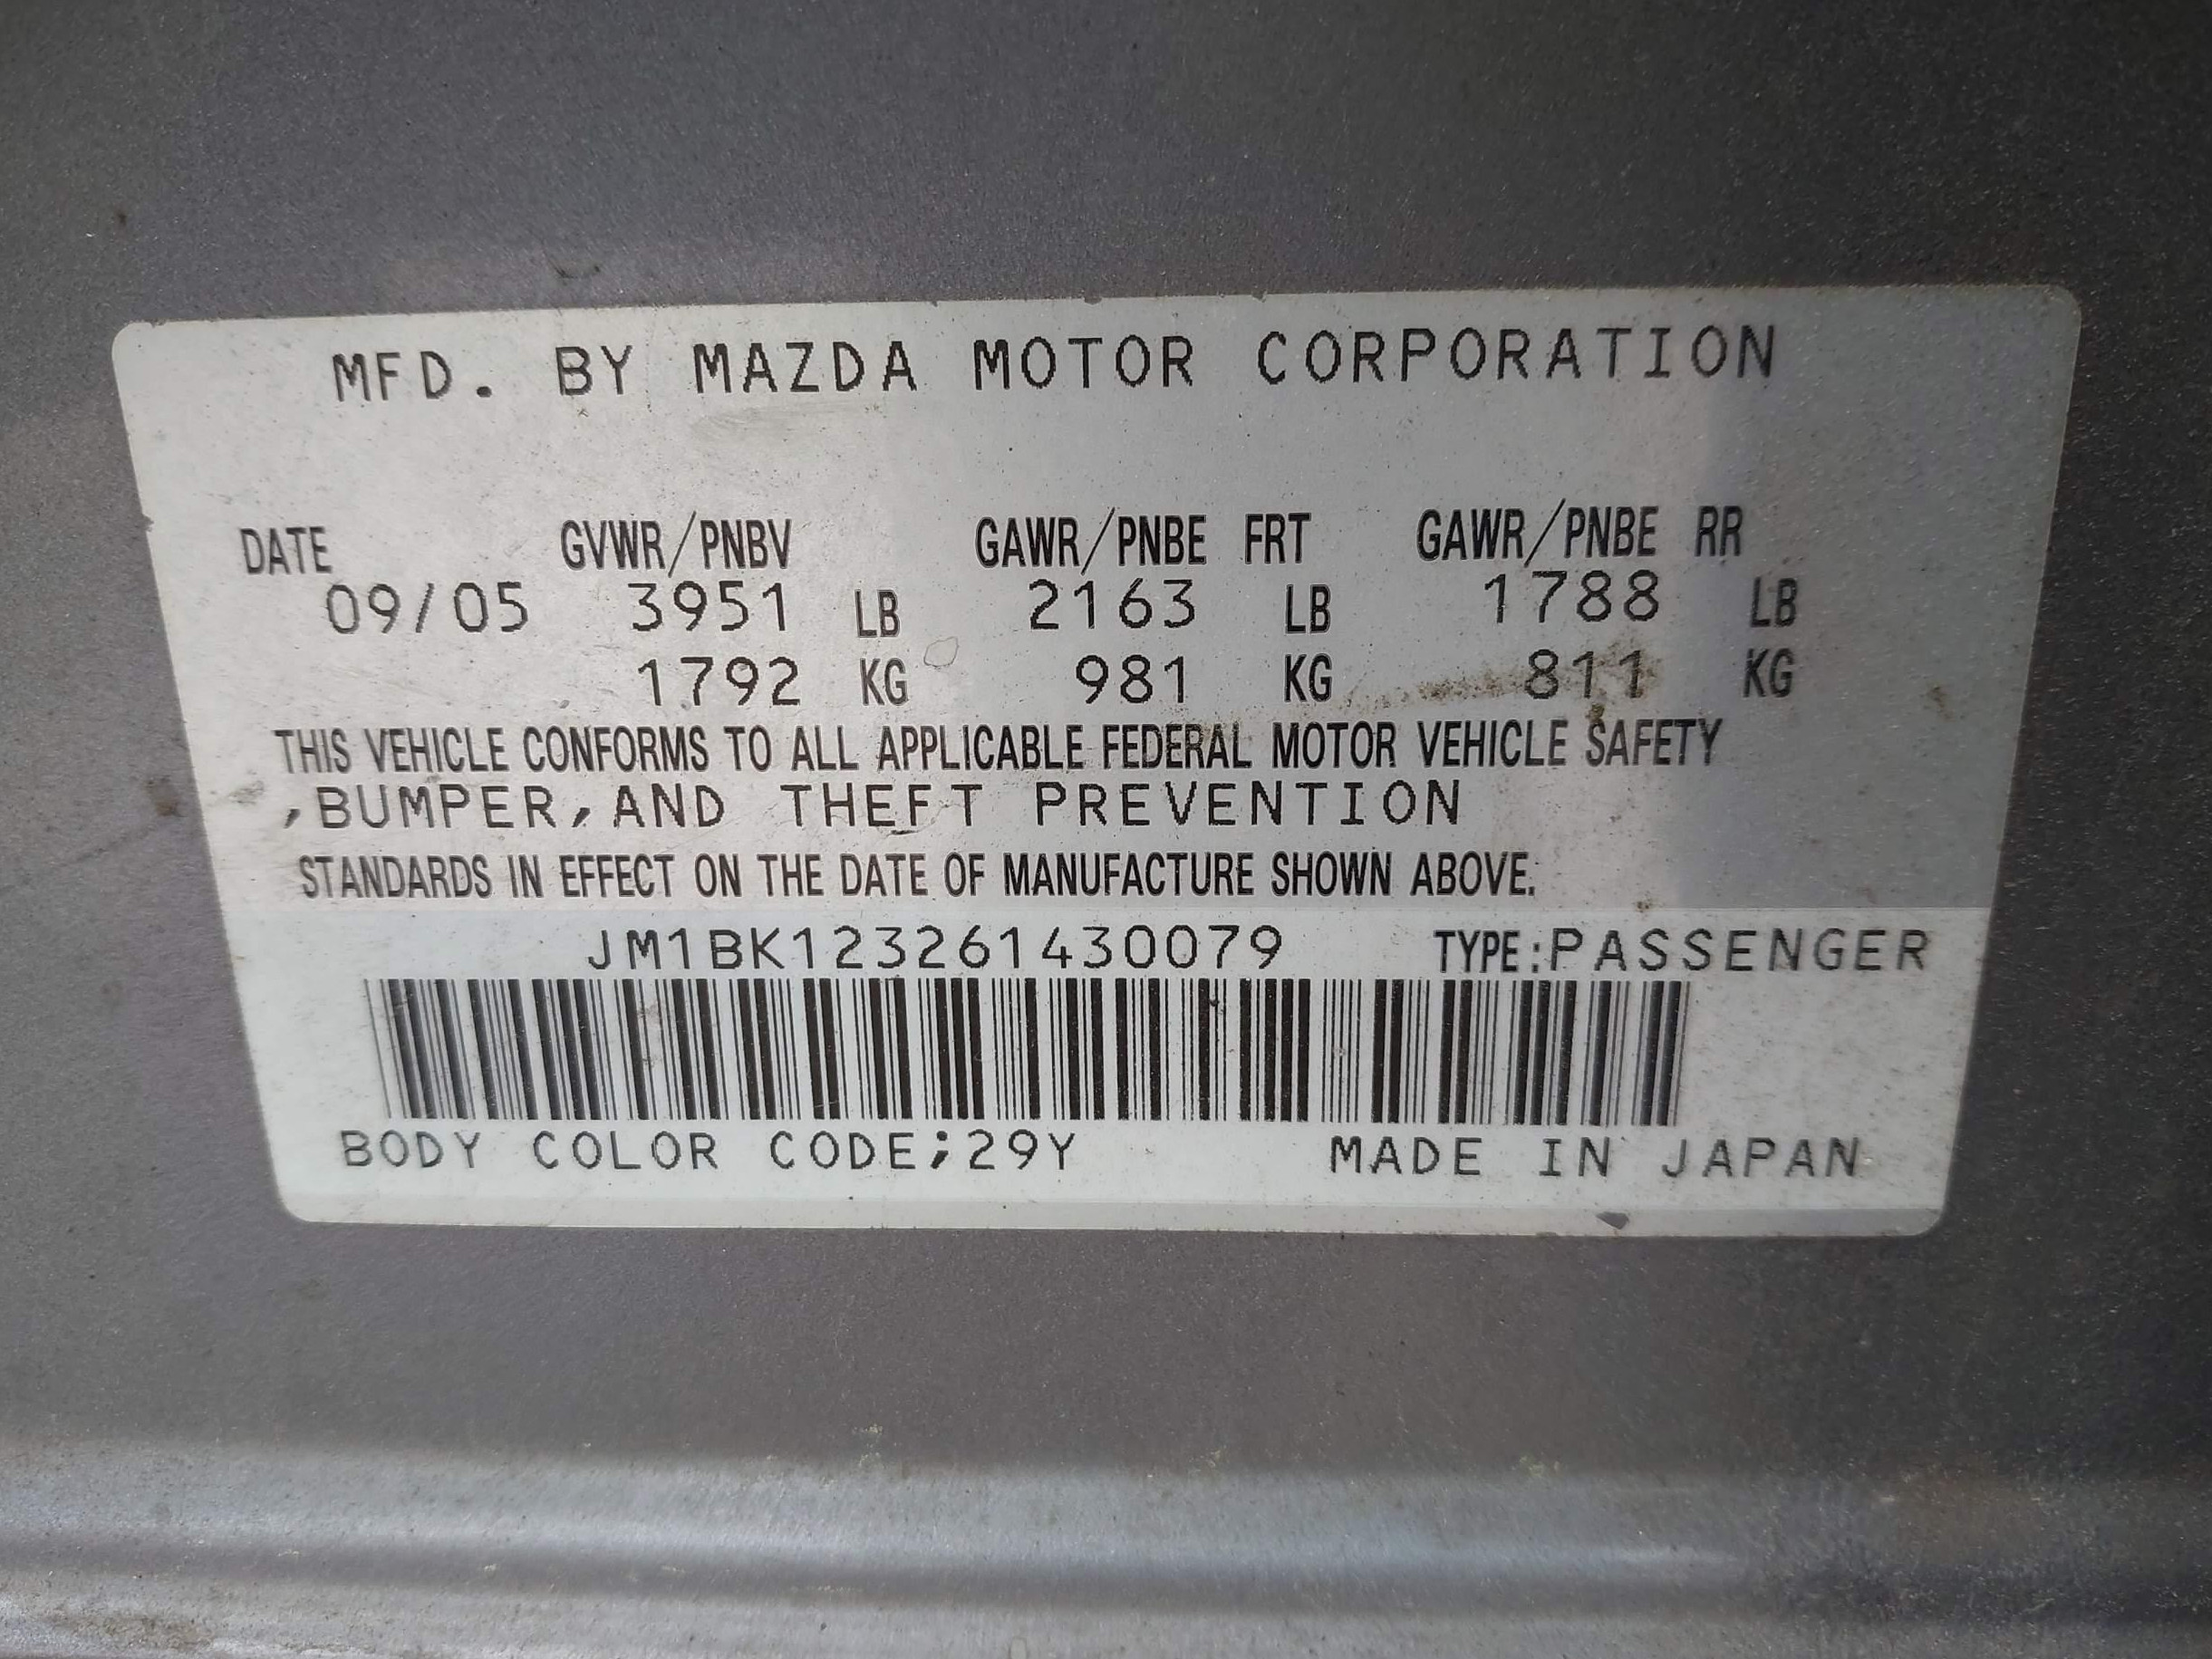 MFD. BY MAZDA MOTOR CORPORATION
DATE GVWR/PNBV GAWR/PNBE FRT GAWR/PNBE RR
09/05 3951 LB 2163 LB 1788 LB
1792 KG 981 KG 811 KG
THIS VEHICLE CONFORMS TO ALL APPLICABLE FEDERAL MOTOR VEHICLE SAFETY
,BUMPER,AND THEFT PREVENTION
STANDARDS IN EFFECT ON THE DATE OF MANUFACTURE SHOWN ABOVE.
JM1BK123261430079 TYPE:PASSENGER
BODY COLOR CODE;29Y MADE IN JAPAN